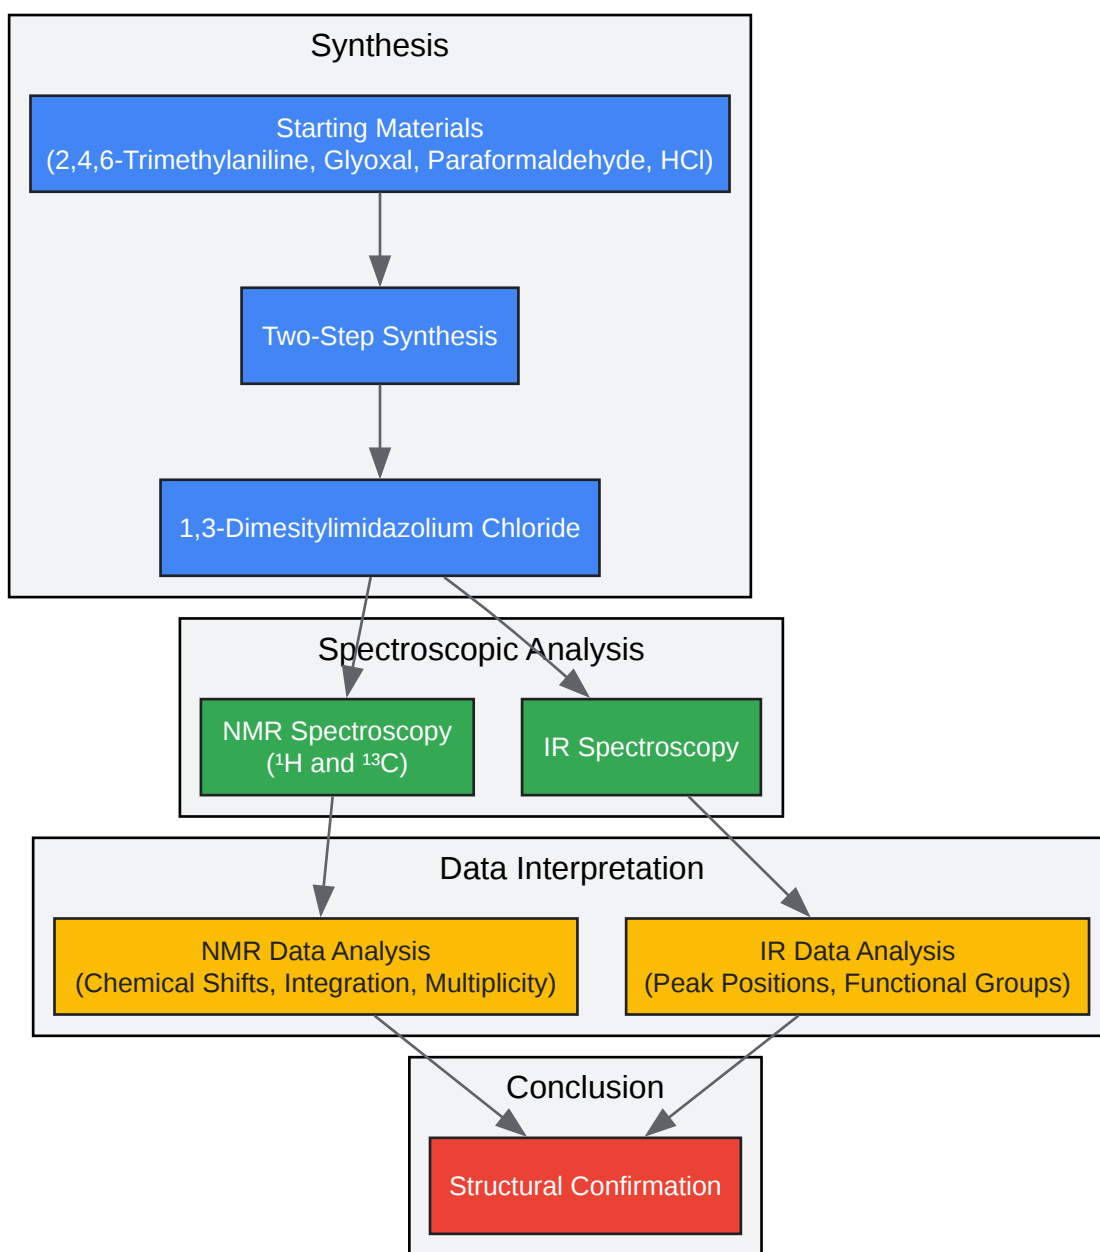 Synthesis
Starting Materials
(2,4,6-Trimethylaniline, Glyoxal, Paraformaldehyde, HCl)
Two-Step Synthesis
1,3-Dimesitylimidazolium Chloride
Spectroscopic Analysis
NMR Spectroscopy
(¹H and ¹³C)
IR Spectroscopy
Data Interpretation
NMR Data Analysis
(Chemical Shifts, Integration, Multiplicity)
IR Data Analysis
(Peak Positions, Functional Groups)
Conclusion
Structural Confirmation